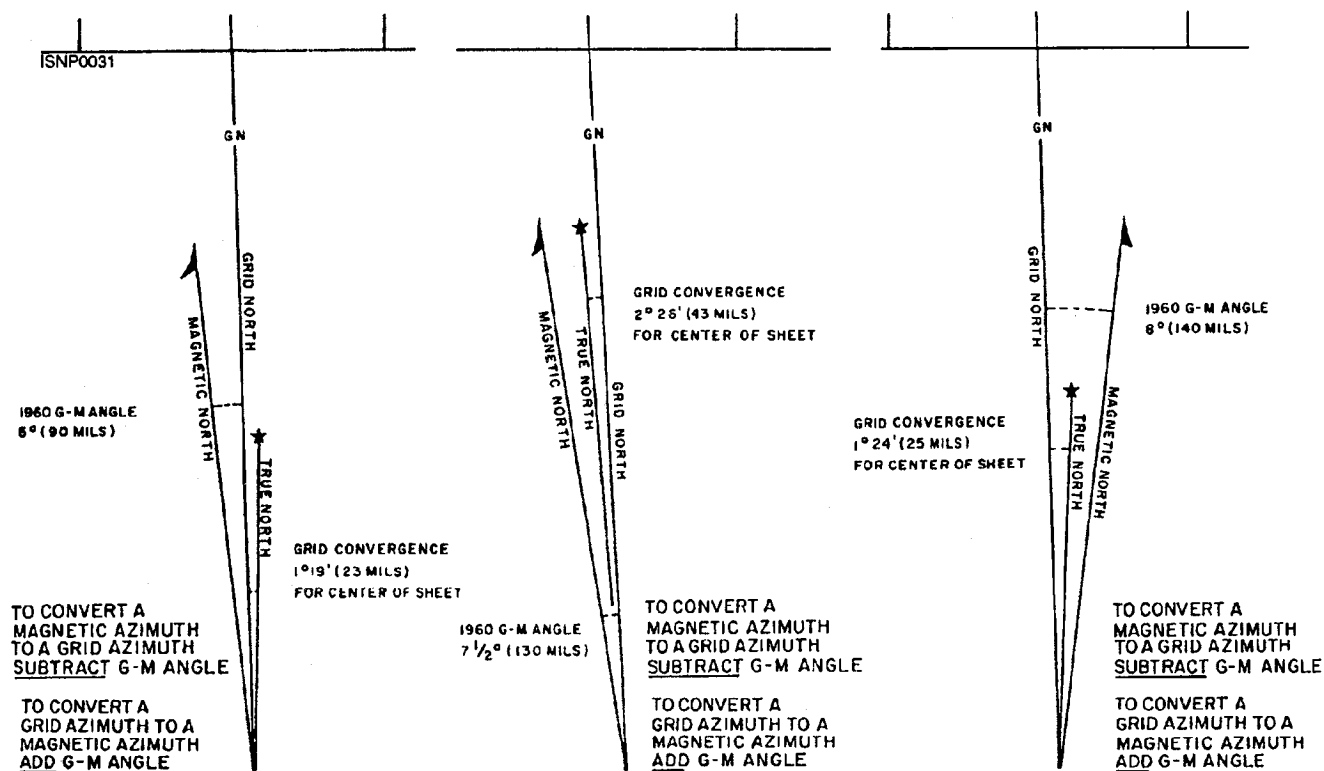 ISNP0031
GN
GRID NORTH
MAGNETIC NORTH
1960 G-M ANGLE
6° (90 MILS)
TRUE NORTH
GRID CONVERGENCE
1°19' (23 MILS)
FOR CENTER OF SHEET
TO CONVERT A
MAGNETIC AZIMUTH
TO A GRID AZIMUTH
SUBTRACT G-M ANGLE
TO CONVERT A
GRID AZIMUTH TO A
MAGNETIC AZIMUTH
ADD G-M ANGLE
GN
MAGNETIC NORTH
TRUE NORTH
GRID NORTH
GRID CONVERGENCE
2° 26' (43 MILS)
FOR CENTER OF SHEET
1960 G-M ANGLE
7 1/2° (130 MILS)
TO CONVERT A
MAGNETIC AZIMUTH
TO A GRID AZIMUTH
SUBTRACT G-M ANGLE
TO CONVERT A
GRID AZIMUTH TO A
MAGNETIC AZIMUTH
ADD G-M ANGLE
GN
GRID NORTH
1960 G-M ANGLE
8° (140 MILS)
TRUE NORTH
MAGNETIC NORTH
GRID CONVERGENCE
1° 24' (25 MILS)
FOR CENTER OF SHEET
TO CONVERT A
MAGNETIC AZIMUTH
TO A GRID AZIMUTH
SUBTRACT G-M ANGLE
TO CONVERT A
GRID AZIMUTH TO A
MAGNETIC AZIMUTH
ADD G-M ANGLE